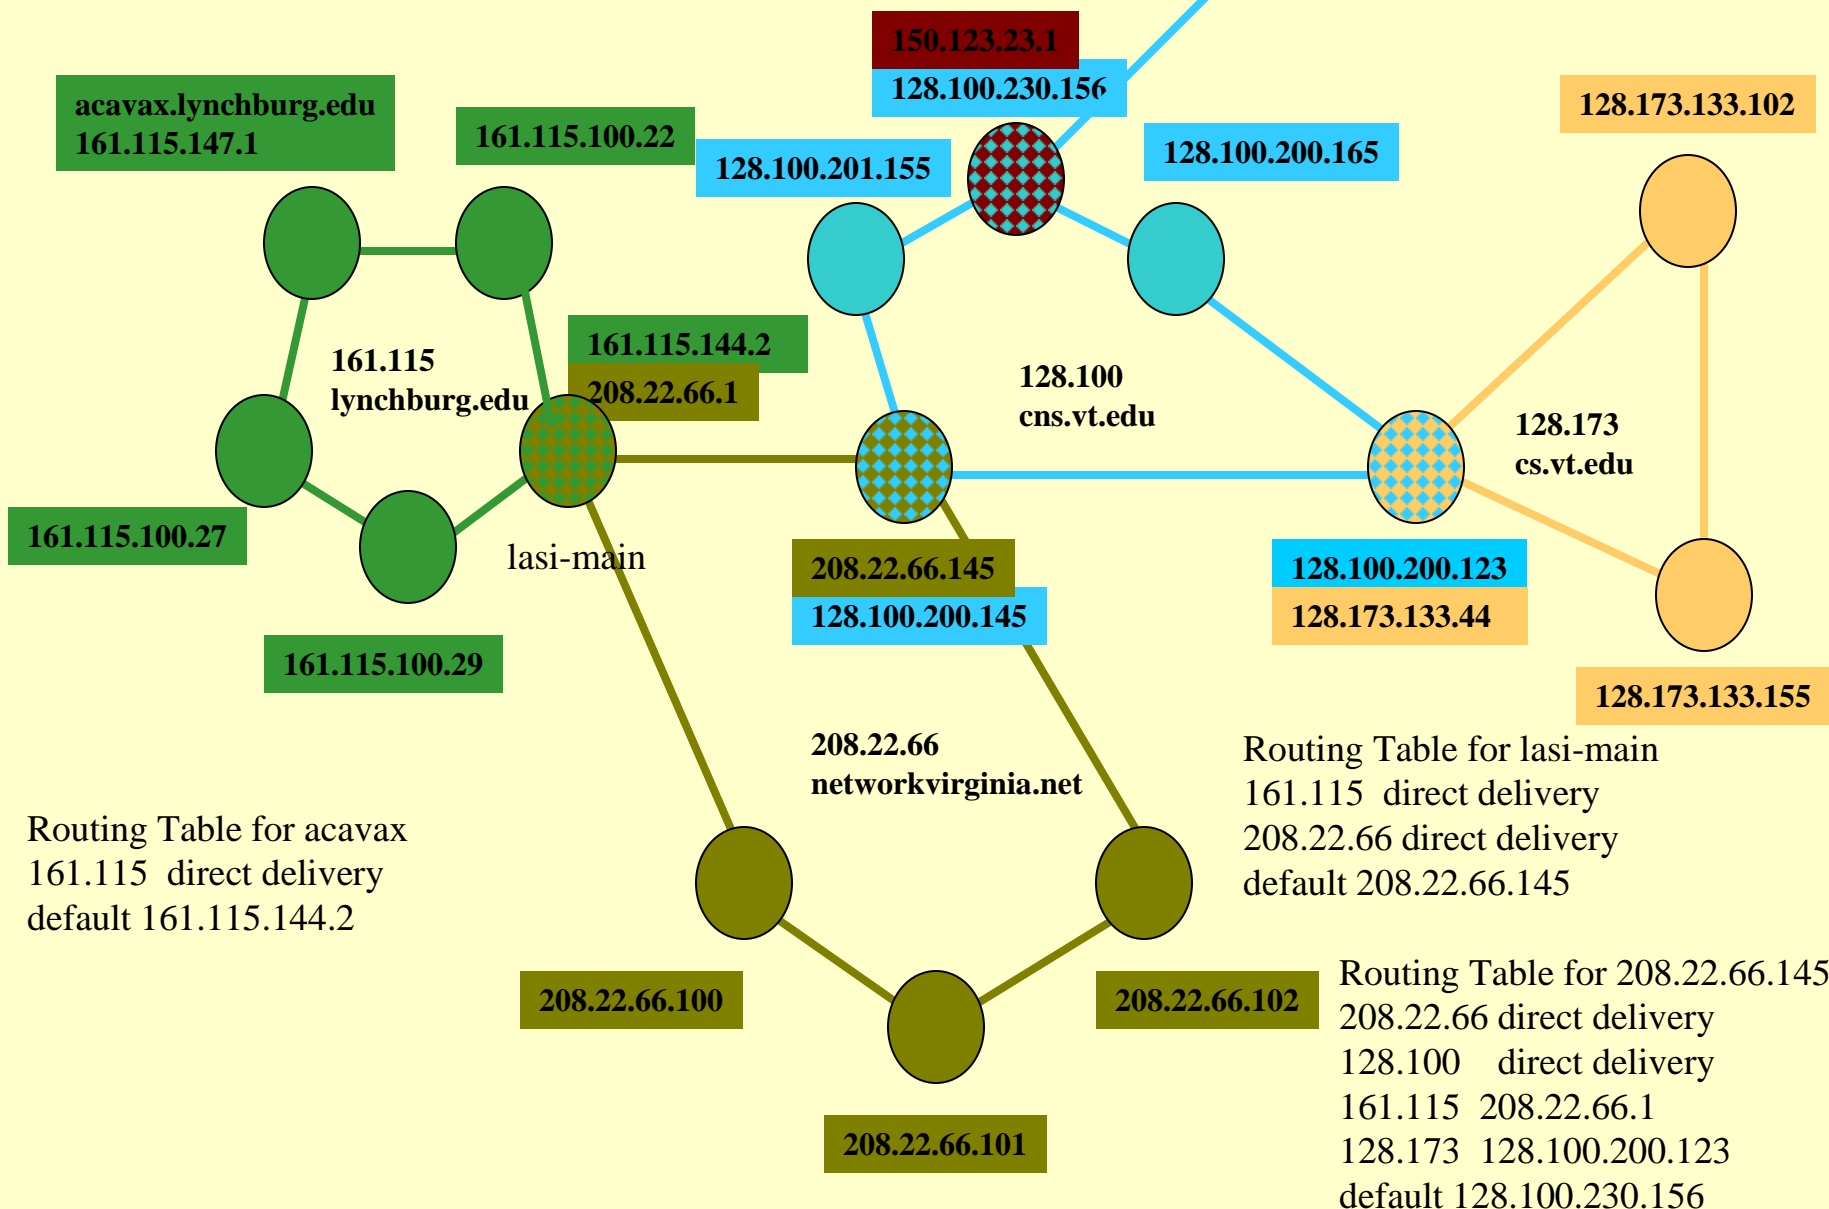 150.123.23.1
128.100.230.156
acavax.lynchburg.edu
161.115.147.1
161.115.100.22
128.100.201.155
128.100.200.165
128.173.133.102
161.115
lynchburg.edu
161.115.144.2
208.22.66.1
128.100
cns.vt.edu
128.173
cs.vt.edu
161.115.100.27
lasi-main
161.115.100.29
208.22.66.145
128.100.200.145
128.100.200.123
128.173.133.44
128.173.133.155
208.22.66
networkvirginia.net
Routing Table for acavax
161.115 direct delivery
default 161.115.144.2
Routing Table for lasi-main
161.115 direct delivery
208.22.66 direct delivery
default 208.22.66.145
208.22.66.100
208.22.66.102
208.22.66.101
Routing Table for 208.22.66.145
208.22.66 direct delivery
128.100 direct delivery
161.115 208.22.66.1
128.173 128.100.200.123
default 128.100.230.156